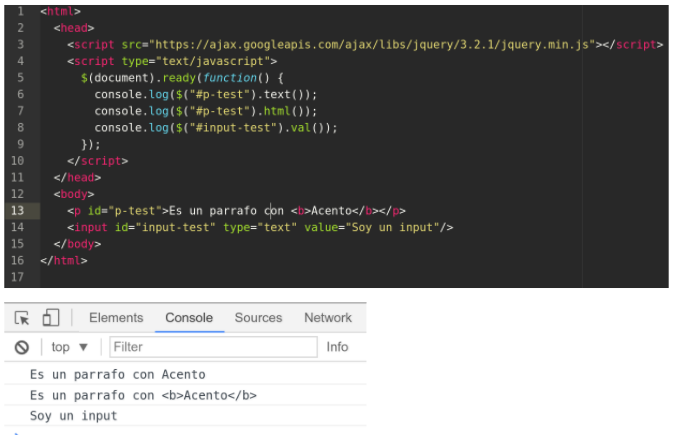 1 <html>
2 <head>
3 <script src="https://ajax.googleapis.com/ajax/libs/jquery/3.2.1/jquery.min.js"></script>
4 <script type="text/javascript">
5 $(document).ready(function() {
6 console.log($("#p-test").text());
7 console.log($("#p-test").html());
8 console.log($("#input-test").val());
9 });
10 </script>
11 </head>
12 <body>
13 <p id="p-test">Es un parrafo con <b>Acento</b></p>
14 <input id="input-test" type="text" value="Soy un input"/>
15 </body>
16 </html>
17
Elements Console Sources Network
top ▼ Filter Info
Es un parrafo con Acento
Es un parrafo con <b>Acento</b>
Soy un input